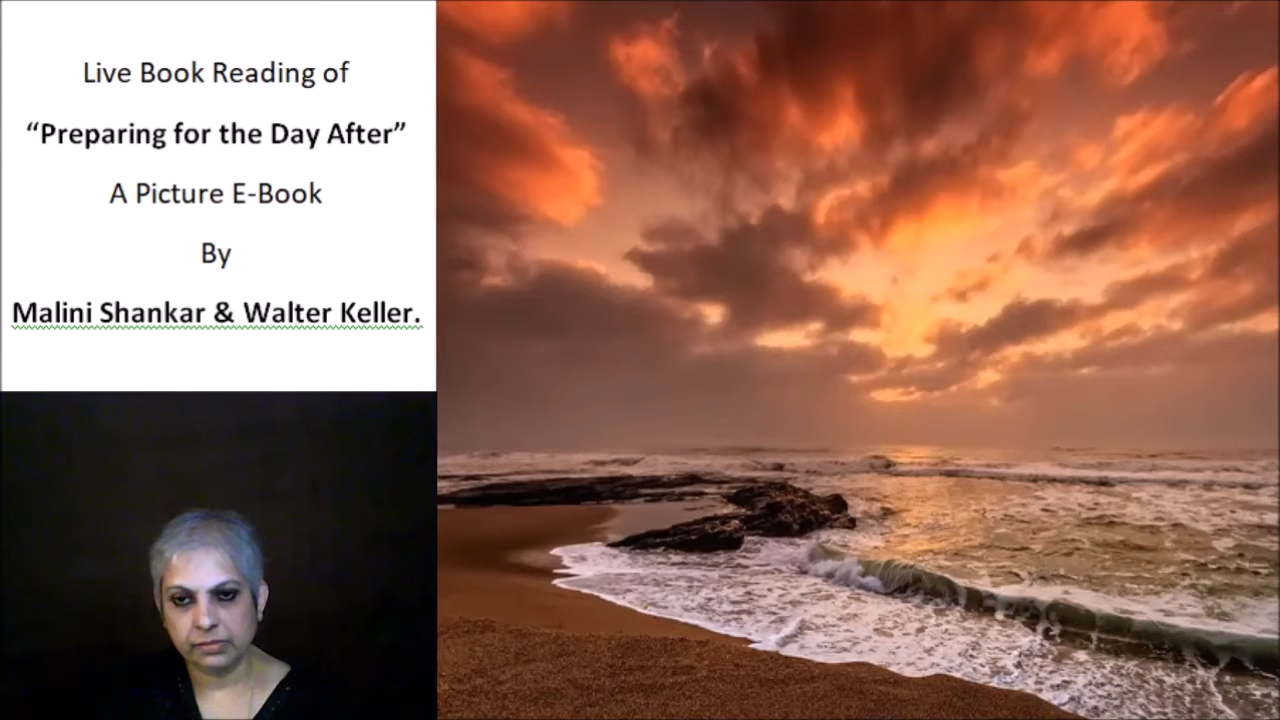 Live Book Reading of
“Preparing for the Day After”
A Picture E-Book
By
Malini Shankar & Walter Keller.